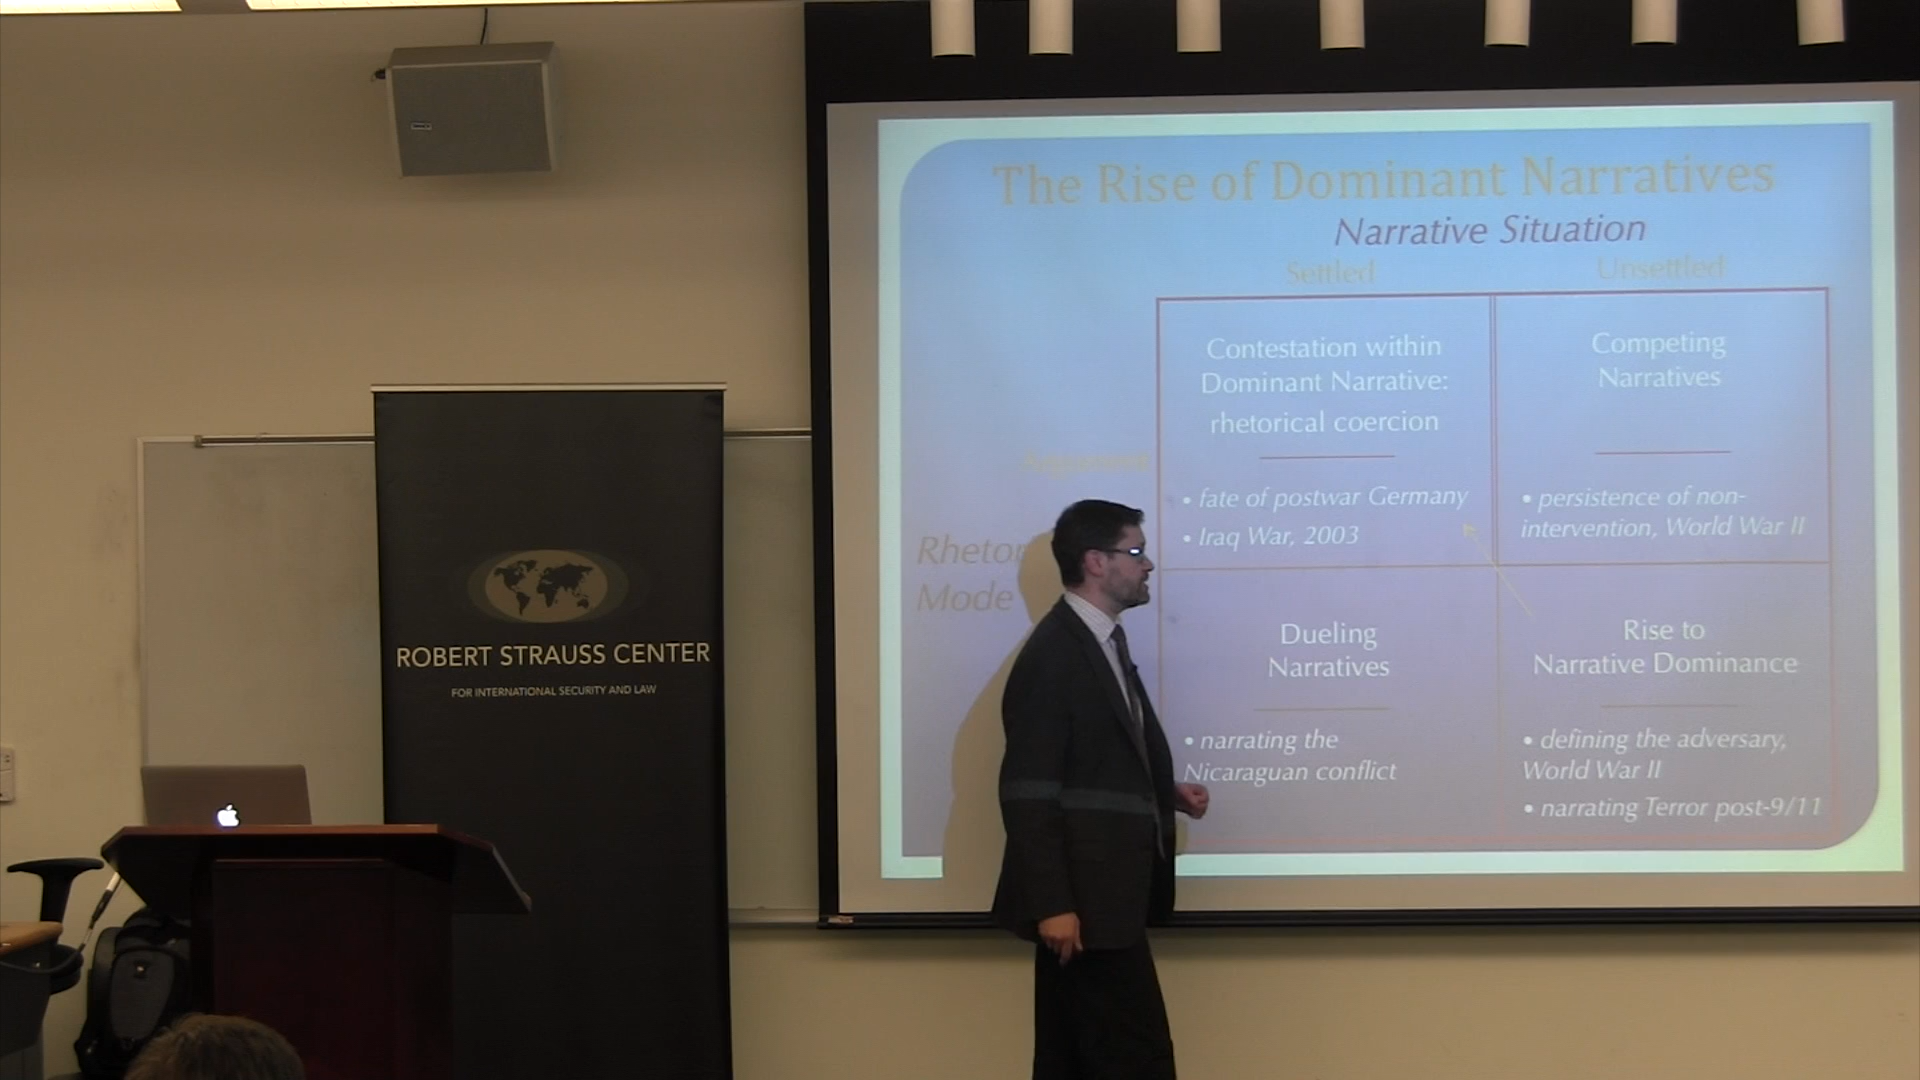 The Rise of Dominant Narratives
Narrative Situation
Settled
Unsettled
Contestation within
Dominant Narrative:
rhetorical coercion
• fate of postwar Germany
• Iraq War, 2003
Competing
Narratives
• persistence of non-
intervention, World War II
Argument
Rhetor
Mode
Dueling
Narratives
• narrating the
Nicaraguan conflict
Rise to
Narrative Dominance
• defining the adversary,
World War II
• narrating Terror post-9/11
ROBERT STRAUSS CENTER
FOR INTERNATIONAL SECURITY AND LAW